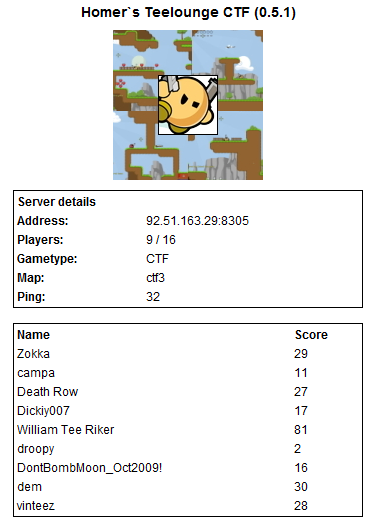 Homer`s Teelounge CTF (0.5.1)
Server details
Address: 92.51.163.29:8305
Players: 9 / 16
Gametype: CTF
Map: ctf3
Ping: 32
Name Score
Zokka 29
campa 11
Death Row 27
Dickiy007 17
William Tee Riker 81
droopy 2
DontBombMoon_Oct2009! 16
dem 30
vinteez 28